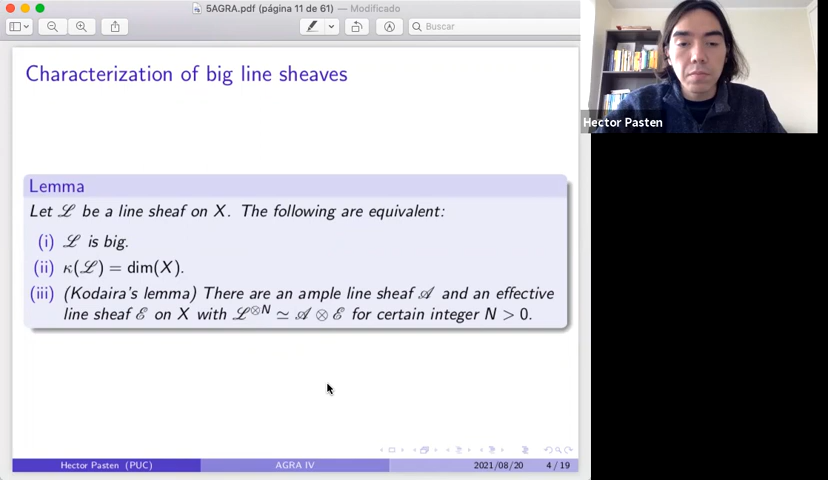 5AGRA.pdf (página 11 de 61) — Modificado
Buscar
Characterization of big line sheaves
Lemma
Let ℒ be a line sheaf on X. The following are equivalent:
(i) ℒ is big.
(ii) κ(ℒ) = dim(X).
(iii) (Kodaira's lemma) There are an ample line sheaf 𝒜 and an effective
line sheaf ℰ on X with ℒ⊗N ≃ 𝒜 ⊗ ℰ for certain integer N > 0.
Hector Pasten (PUC) AGRA IV 2021/08/20 4 / 19
Hector Pasten